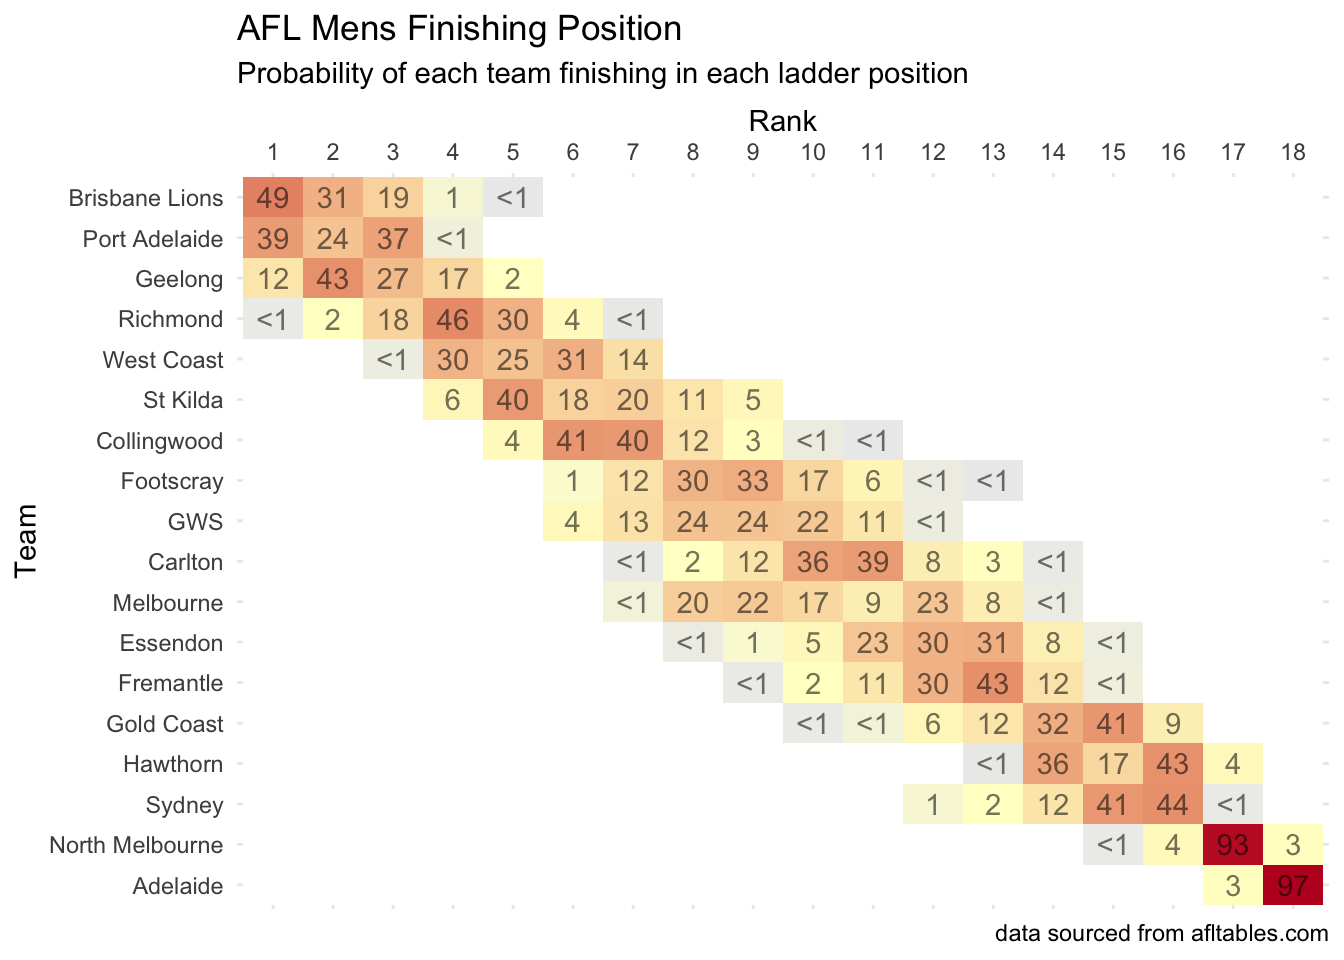 AFL Mens Finishing Position
Probability of each team finishing in each ladder position
Rank
1 2 3 4 5 6 7 8 9 10 11 12 13 14 15 16 17 18
Team
Brisbane Lions 49 31 19 1 <1
Port Adelaide 39 24 37 <1
Geelong 12 43 27 17 2
Richmond <1 2 18 46 30 4 <1
West Coast <1 30 25 31 14
St Kilda 6 40 18 20 11 5
Collingwood 4 41 40 12 3 <1 <1
Footscray 1 12 30 33 17 6 <1 <1
GWS 4 13 24 24 22 11 <1
Carlton <1 2 12 36 39 8 3 <1
Melbourne <1 20 22 17 9 23 8 <1
Essendon <1 1 5 23 30 31 8 <1
Fremantle <1 2 11 30 43 12 <1
Gold Coast <1 <1 6 12 32 41 9
Hawthorn <1 36 17 43 4
Sydney 1 2 12 41 44 <1
North Melbourne <1 4 93 3
Adelaide 3 97
data sourced from afltables.com